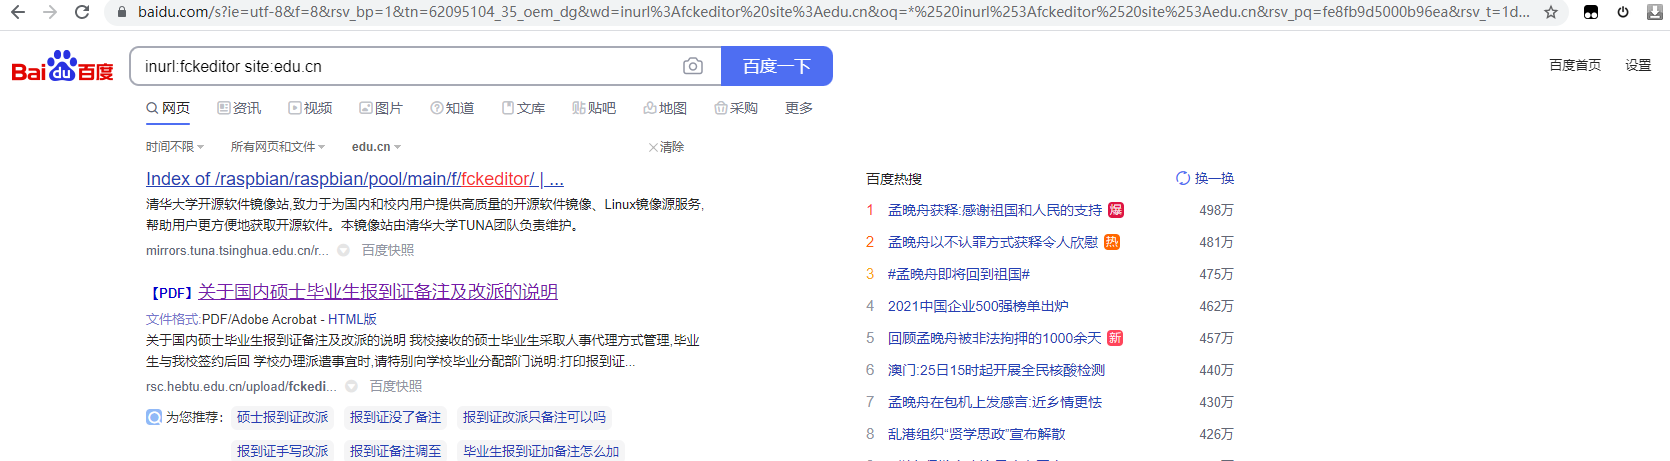 baidu.com/s?ie=utf-8&f=8&rsv_bp=1&tn=62095104_35_oem_dg&wd=inurl%3Afckeditor%20site%3Aedu.cn&oq=*%2520inurl%253Afckeditor%2520site%253Aedu.cn&rsv_pq=fe8fb9d5000b96ea&rsv_t=1d...
Bai du 百度
inurl:fckeditor site:edu.cn
百度一下
百度首页 设置
网页 资讯 视频 图片 知道 文库 贴吧 地图 采购 更多
时间不限 所有网页和文件 edu.cn 清除
Index of /raspbian/raspbian/pool/main/f/fckeditor/ | ...
清华大学开源软件镜像站,致力于为国内和校内用户提供高质量的开源软件镜像、Linux镜像源服务,
帮助用户更方便地获取开源软件。本镜像站由清华大学TUNA团队负责维护。
mirrors.tuna.tsinghua.edu.cn/r... 百度快照
【PDF】关于国内硕士毕业生报到证备注及改派的说明
文件格式:PDF/Adobe Acrobat - HTML版
关于国内硕士毕业生报到证备注及改派的说明 我校接收的硕士毕业生采取人事代理方式管理,毕业
生与我校签约后回 学校办理派遣事宜时,请特别向学校毕业分配部门说明:打印报到证...
rsc.hebtu.edu.cn/upload/fckedi... 百度快照
为您推荐: 硕士报到证改派 报到证没了备注 报到证改派只备注可以吗
报到证手写改派 报到证备注调至 毕业生报到证加备注怎么加
百度热搜 换一换
1 孟晚舟获释:感谢祖国和人民的支持 爆 498万
2 孟晚舟以不认罪方式获释令人欣慰 热 481万
3 #孟晚舟即将回到祖国# 475万
4 2021中国企业500强榜单出炉 462万
5 回顾孟晚舟被非法拘押的1000余天 新 457万
6 澳门:25日15时起开展全民核酸检测 440万
7 孟晚舟在包机上发感言:近乡情更怯 430万
8 乱港组织“贤学思政”宣布解散 426万